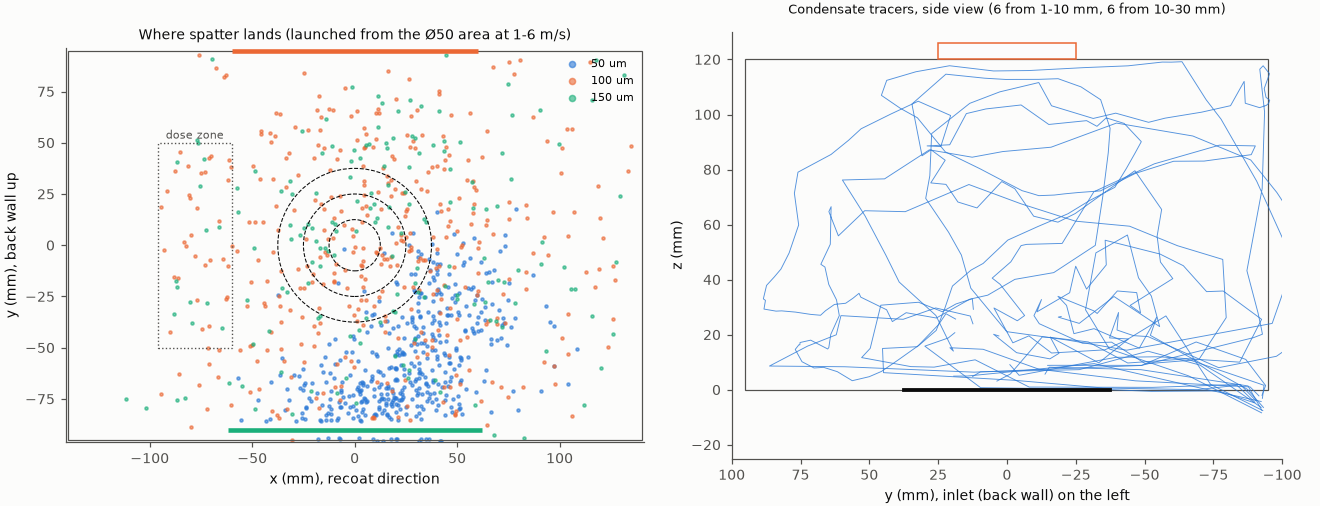 Where spatter lands (launched from the Ø50 area at 1-6 m/s)
50 um
100 um
150 um
dose zone
75
50
25
0
−25
−50
−75
y (mm), back wall up
−100
−50
0
50
100
x (mm), recoat direction
Condensate tracers, side view (6 from 1-10 mm, 6 from 10-30 mm)
120
100
80
60
40
20
0
−20
z (mm)
100
75
50
25
0
−25
−50
−75
−100
y (mm), inlet (back wall) on the left